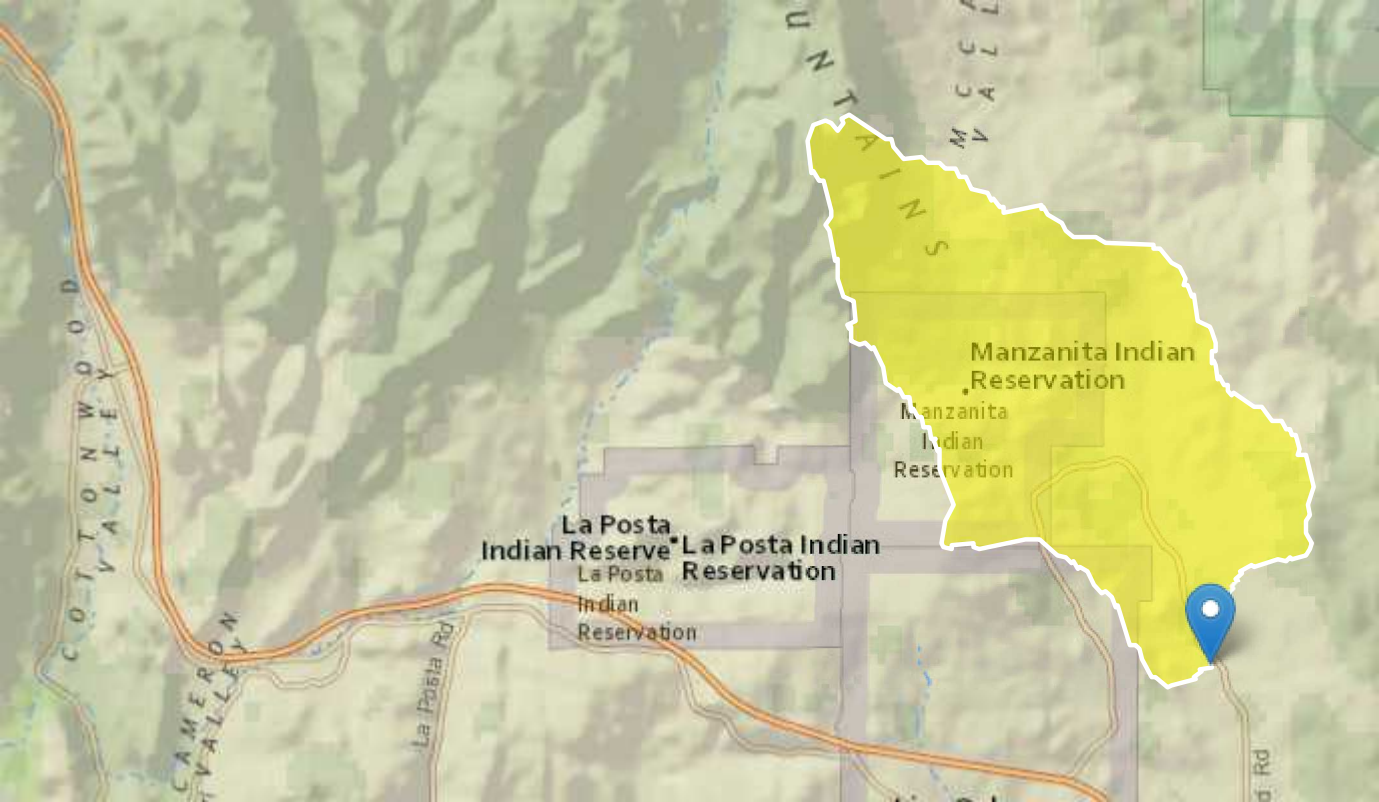 U N T A I N S
M C C A
V A L L
COTTONWOOD
VALLEY
Manzanita Indian
Reservation
Manzanita
Indian
Reservation
La Posta
Indian Reserve
La Posta Indian
Reservation
La Posta
Indian
Reservation
La Posta Rd
CAMERON
VALLEY
Rd